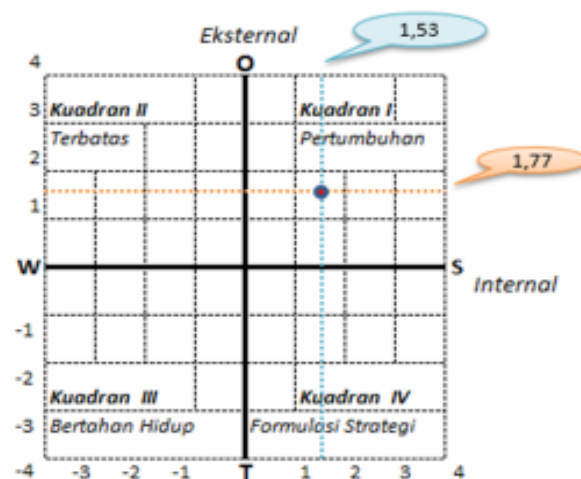 Eksternal
1,53
4
O
3
Kuadran II
Kuadran I
Terbatas
Pertumbuhan
2
1,77
1
W
S
Internal
-1
-2
Kuadran III
Kuadran IV
-3
Bertahan Hidup
Formulasi Strategi
-4
-3
-2
-1
T
1
2
3
4